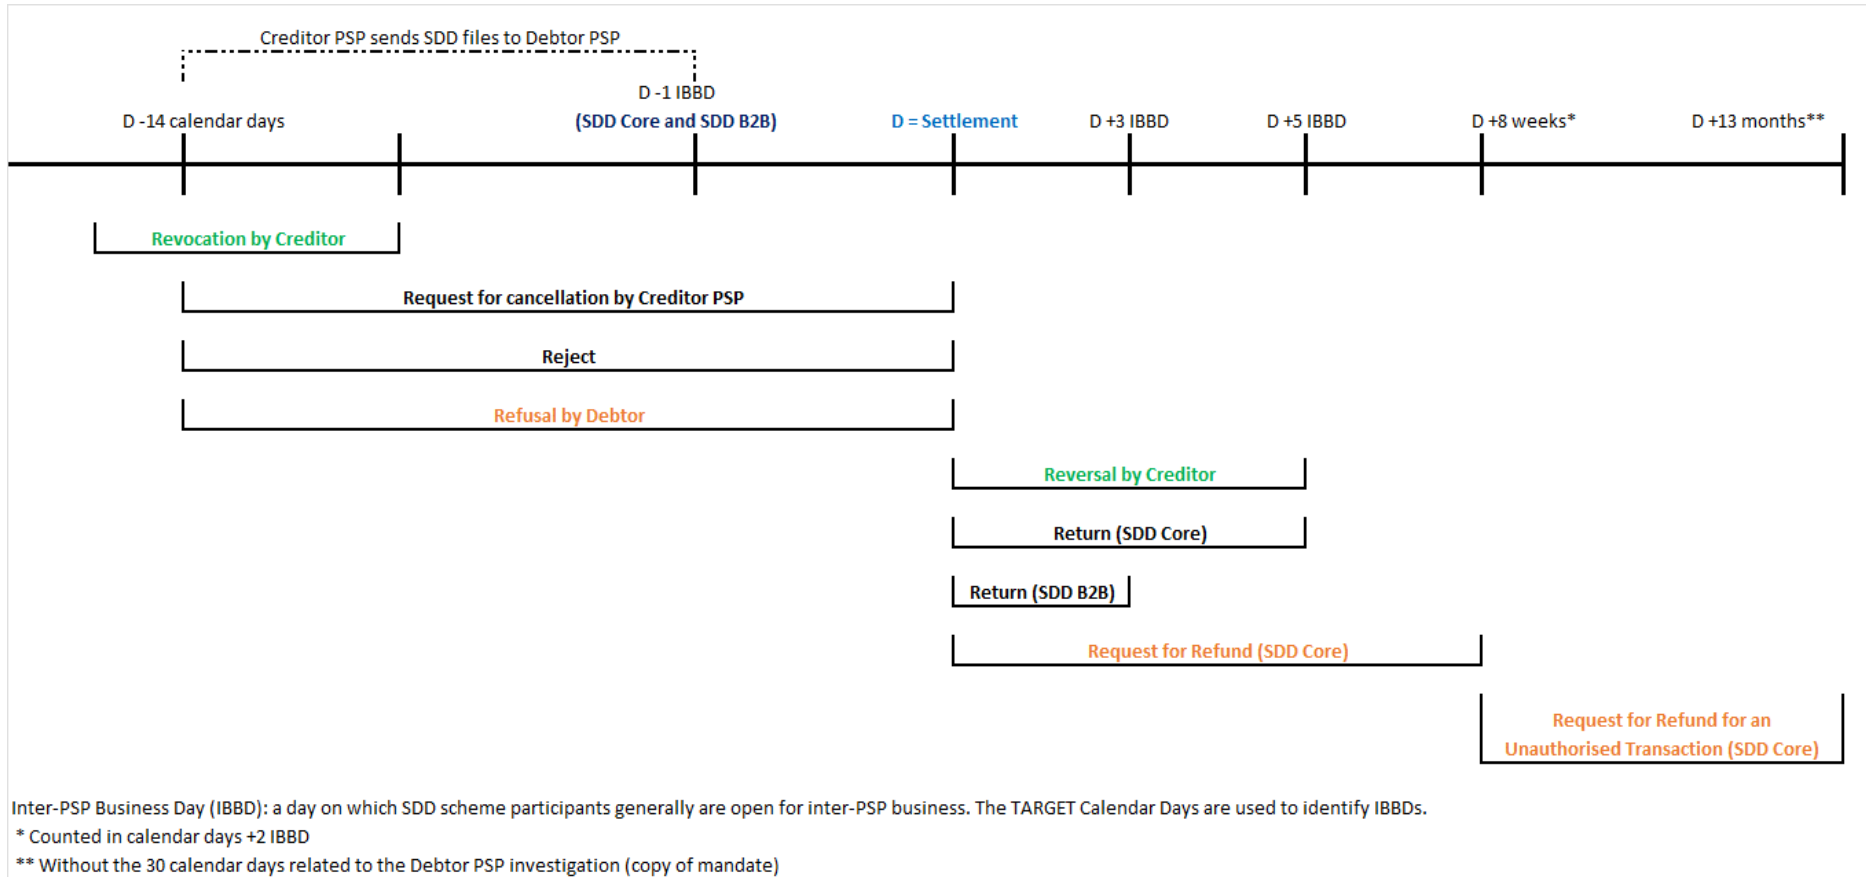 Creditor PSP sends SDD files to Debtor PSP
D -1 IBBD
D -14 calendar days
(SDD Core and SDD B2B)
D = Settlement
D +3 IBBD
D +5 IBBD
D +8 weeks*
D +13 months**
Revocation by Creditor
Request for cancellation by Creditor PSP
Reject
Refusal by Debtor
Reversal by Creditor
Return (SDD Core)
Return (SDD B2B)
Request for Refund (SDD Core)
Request for Refund for an
Unauthorised Transaction (SDD Core)
Inter-PSP Business Day (IBBD): a day on which SDD scheme participants generally are open for inter-PSP business. The TARGET Calendar Days are used to identify IBBDs.
* Counted in calendar days +2 IBBD
** Without the 30 calendar days related to the Debtor PSP investigation (copy of mandate)